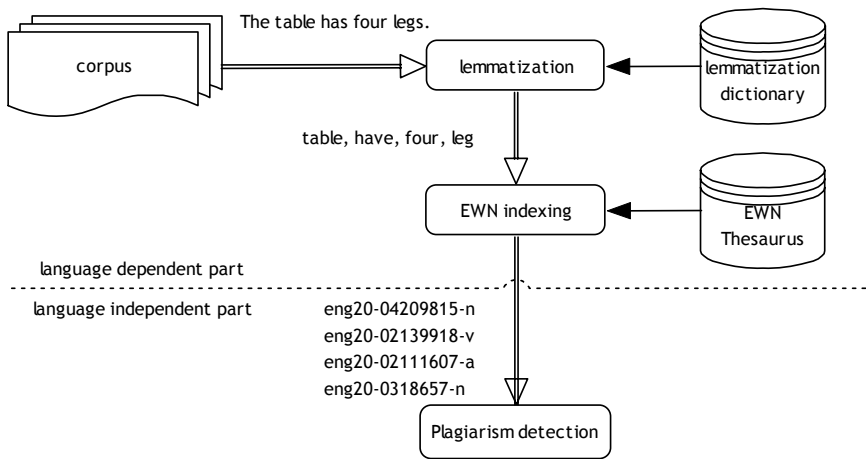 The table has four legs.
corpus
lemmatization
lemmatization
dictionary
table, have, four, leg
EWN indexing
EWN
Thesaurus
language dependent part
language independent part
eng20-04209815-n
eng20-02139918-v
eng20-02111607-a
eng20-0318657-n
Plagiarism detection